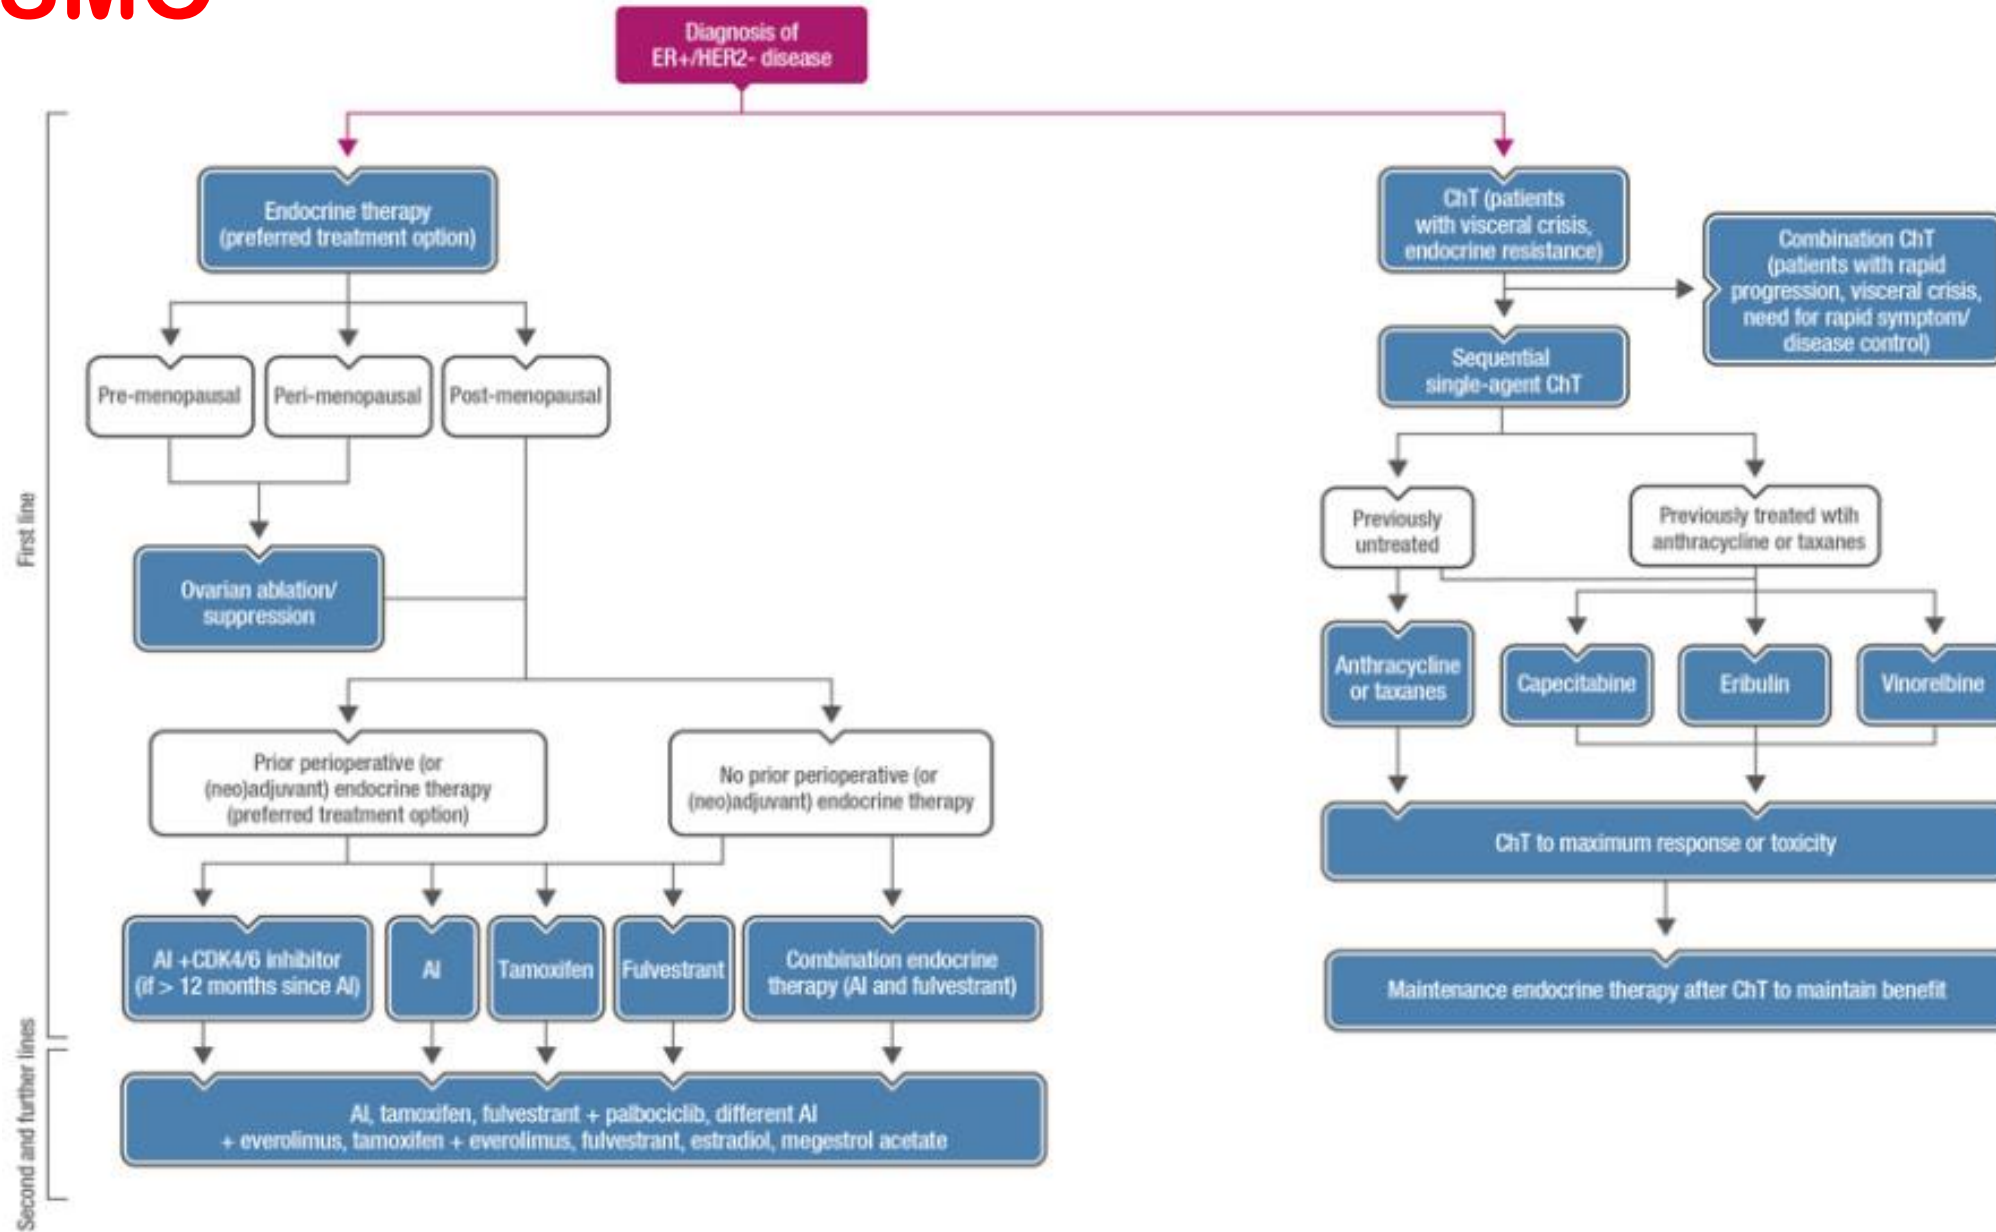 Diagnosis of
ER+/HER2- disease
First line
Endocrine therapy
(preferred treatment option)
Pre-menopausal
Peri-menopausal
Post-menopausal
Ovarian ablation/
suppression
Prior perioperative (or
(neo)adjuvant) endocrine therapy
(preferred treatment option)
No prior perioperative (or
(neo)adjuvant) endocrine therapy
AI +CDK4/6 inhibitor
(if > 12 months since AI)
AI
Tamoxifen
Fulvestrant
Combination endocrine
therapy (AI and fulvestrant)
Second and further lines
AI, tamoxifen, fulvestrant + palbociclib, different AI
+ everolimus, tamoxifen + everolimus, fulvestrant, estradiol, megestrol acetate
ChT (patients
with visceral crisis,
endocrine resistance)
Combination ChT
(patients with rapid
progression, visceral crisis,
need for rapid symptom/
disease control)
Sequential
single-agent ChT
Previously
untreated
Previously treated wtih
anthracycline or taxanes
Anthracycline
or taxanes
Capecitabine
Eribulin
Vinorelbine
ChT to maximum response or toxicity
Maintenance endocrine therapy after ChT to maintain benefit